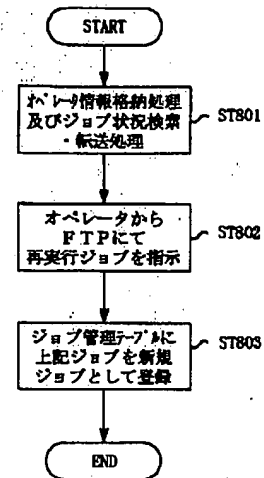 START
オペレータ情報格納処理
及びジョブ状況検索
・転送処理
ST801
オペレータから
FTPにて
再実行ジョブを指示
ST802
ジョブ管理テーブルに
上記ジョブを新規
ジョブとして登録
ST803
END